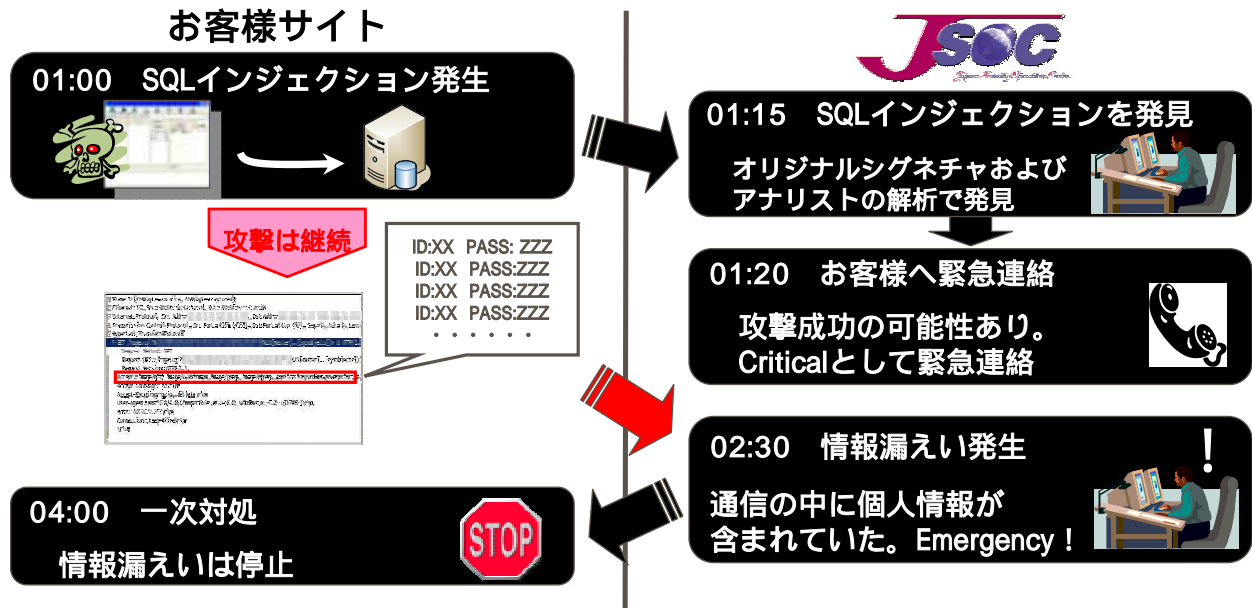 お客様サイト
01:00 SQLインジェクション発生
攻撃は継続
ID:XX PASS: ZZZ
ID:XX PASS:ZZZ
ID:XX PASS:ZZZ
ID:XX PASS:ZZZ
・・・・・・
04:00 一次対処
STOP
情報漏えいは停止
JSOC
01:15 SQLインジェクションを発見
オリジナルシグネチャおよび
アナリストの解析で発見
01:20 お客様へ緊急連絡
攻撃成功の可能性あり。
Criticalとして緊急連絡
!
02:30 情報漏えい発生
通信の中に個人情報が
含まれていた。Emergency!